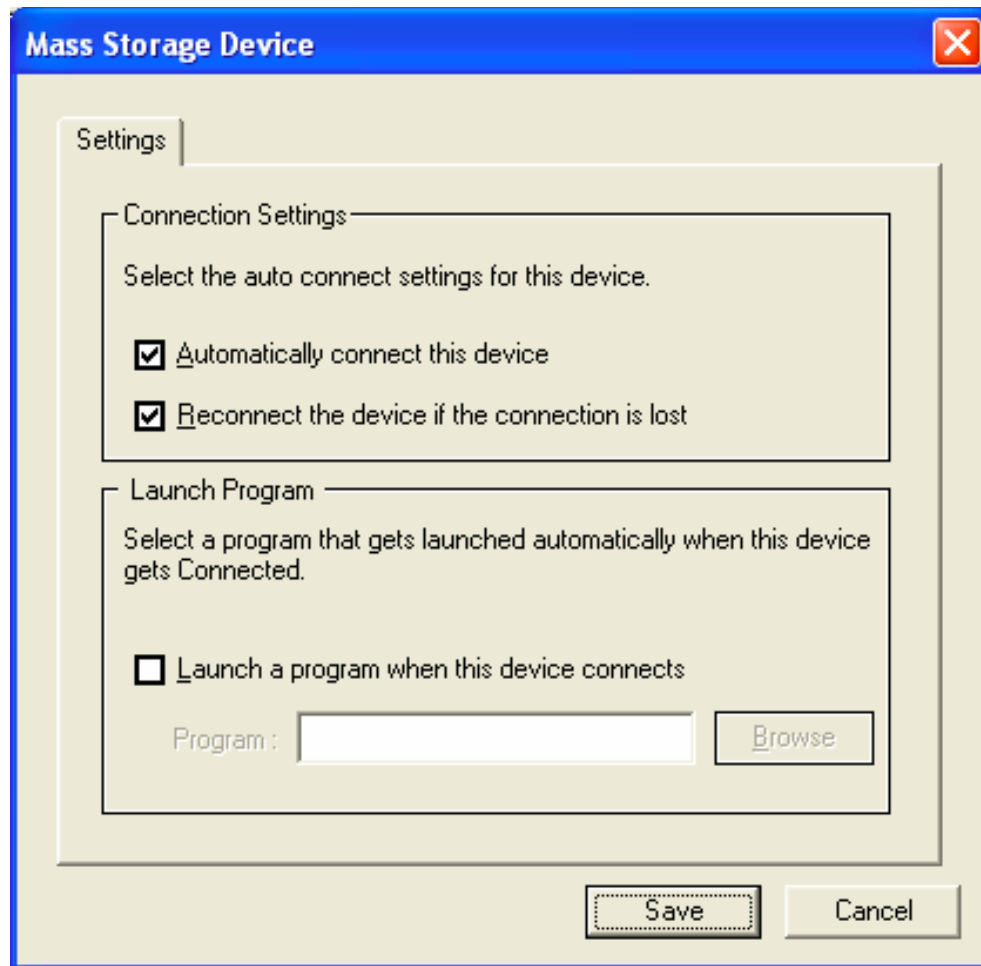 Mass Storage Device
Settings
Connection Settings
Select the auto connect settings for this device.
Automatically connect this device
Reconnect the device if the connection is lost
Launch Program
Select a program that gets launched automatically when this device
gets Connected.
Launch a program when this device connects
Program :
Browse
Save
Cancel